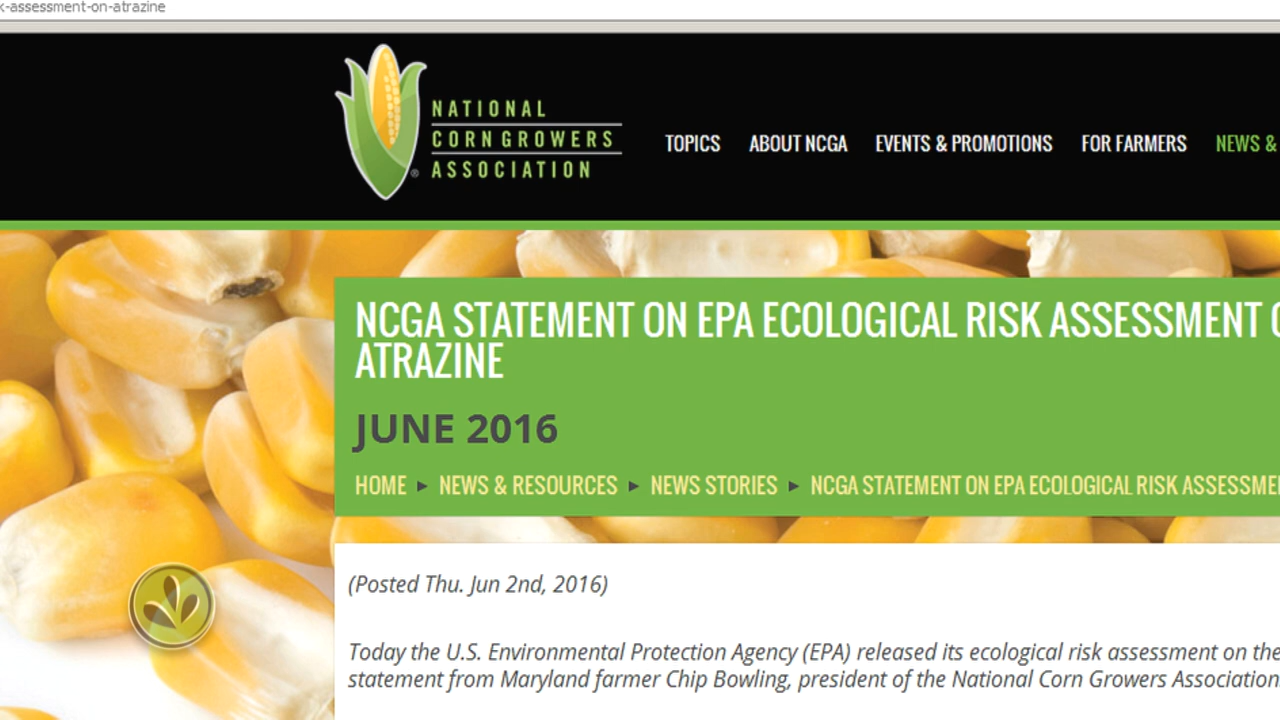 k-assessment-on-atrazine
NATIONAL
CORN GROWERS
ASSOCIATION
®
TOPICS ABOUT NCGA EVENTS & PROMOTIONS FOR FARMERS NEWS &
NCGA STATEMENT ON EPA ECOLOGICAL RISK ASSESSMENT
ATRAZINE
JUNE 2016
HOME ▸ NEWS & RESOURCES ▸ NEWS STORIES ▸ NCGA STATEMENT ON EPA ECOLOGICAL RISK ASSESSME
(Posted Thu. Jun 2nd, 2016)
Today the U.S. Environmental Protection Agency (EPA) released its ecological risk assessment on the
statement from Maryland farmer Chip Bowling, president of the National Corn Growers Association